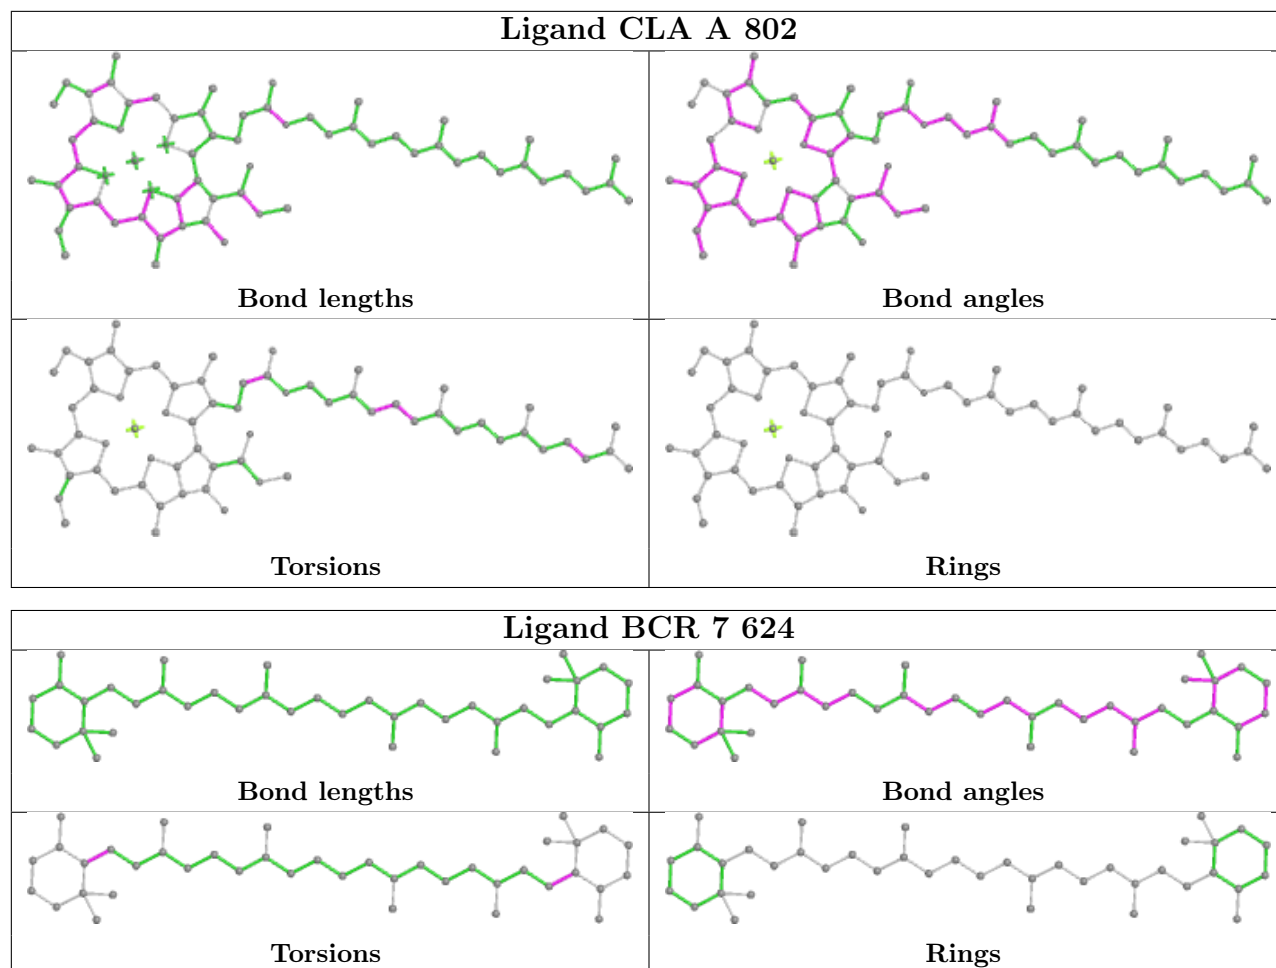 Ligand CLA A 802
Bond lengths
Bond angles
Torsions
Rings
Ligand BCR 7 624
Bond lengths
Bond angles
Torsions
Rings